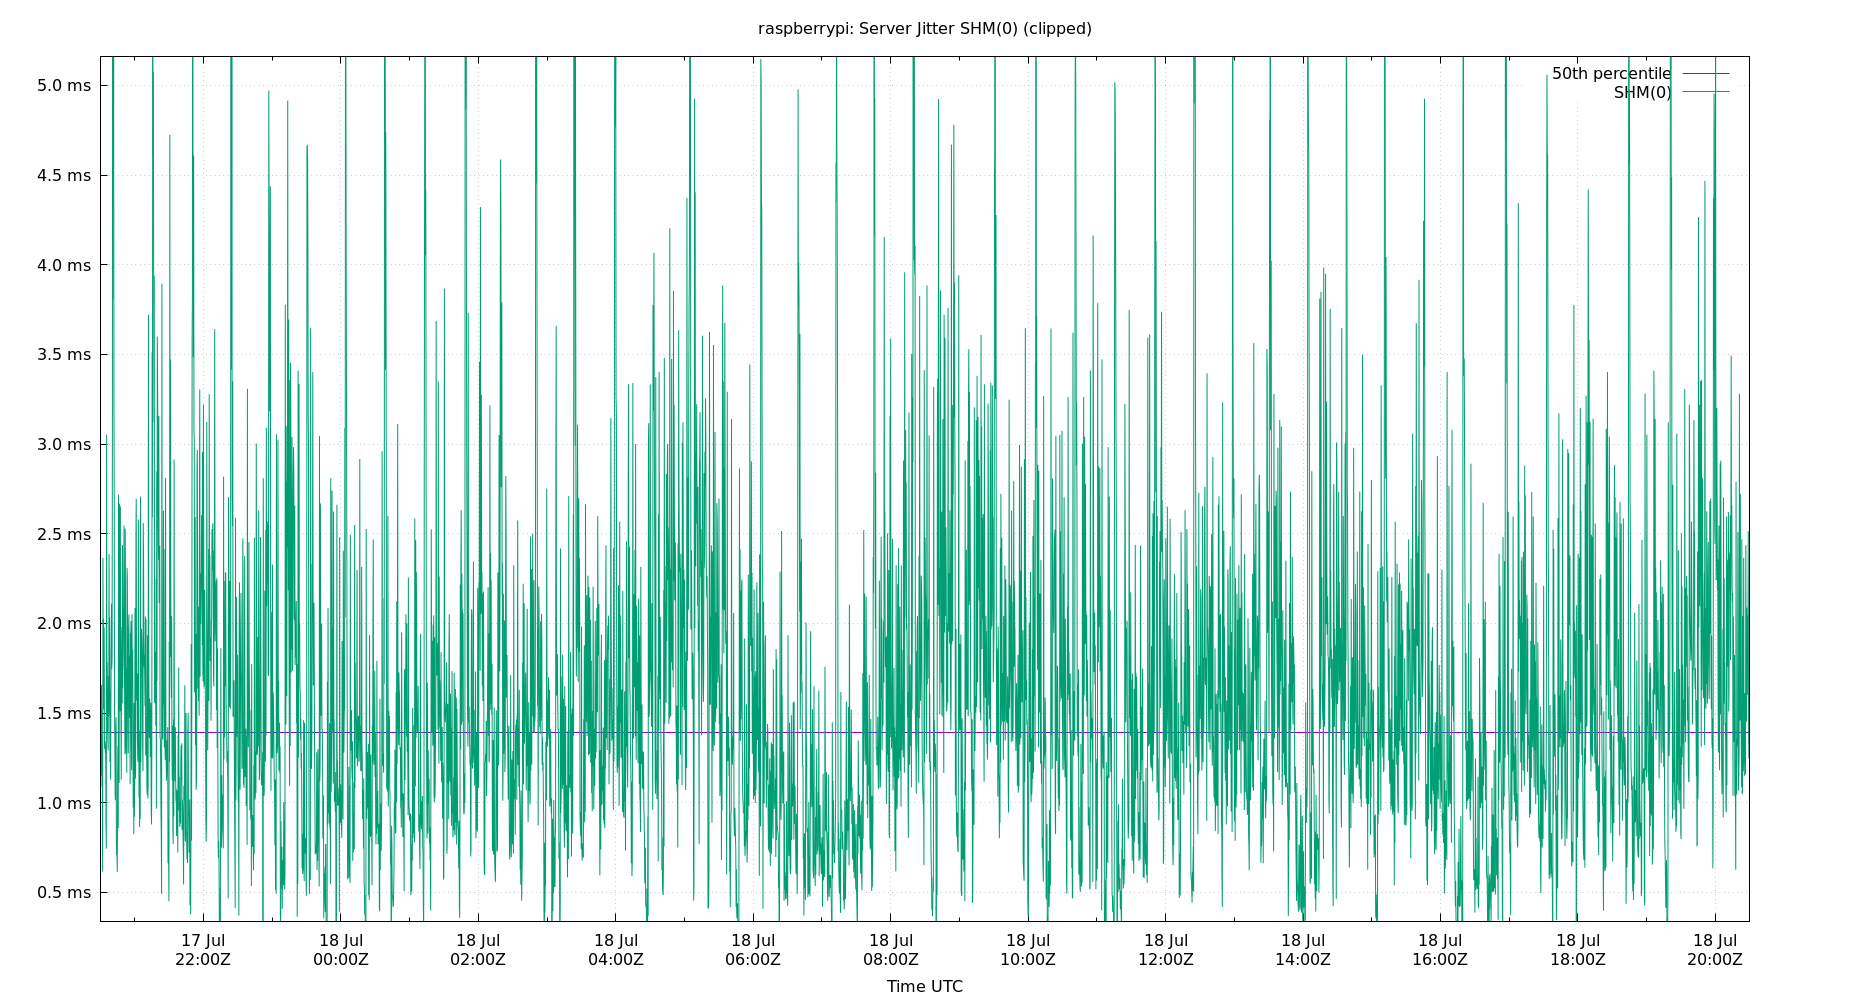 raspberrypi: Server Jitter SHM(0) (clipped)
50th percentile
SHM(0)
5.0 ms
4.5 ms
4.0 ms
3.5 ms
3.0 ms
2.5 ms
2.0 ms
1.5 ms
1.0 ms
0.5 ms
17 Jul 18 Jul 18 Jul 18 Jul 18 Jul 18 Jul 18 Jul 18 Jul 18 Jul 18 Jul 18 Jul 18 Jul
22:00Z 00:00Z 02:00Z 04:00Z 06:00Z 08:00Z 10:00Z 12:00Z 14:00Z 16:00Z 18:00Z 20:00Z
Time UTC